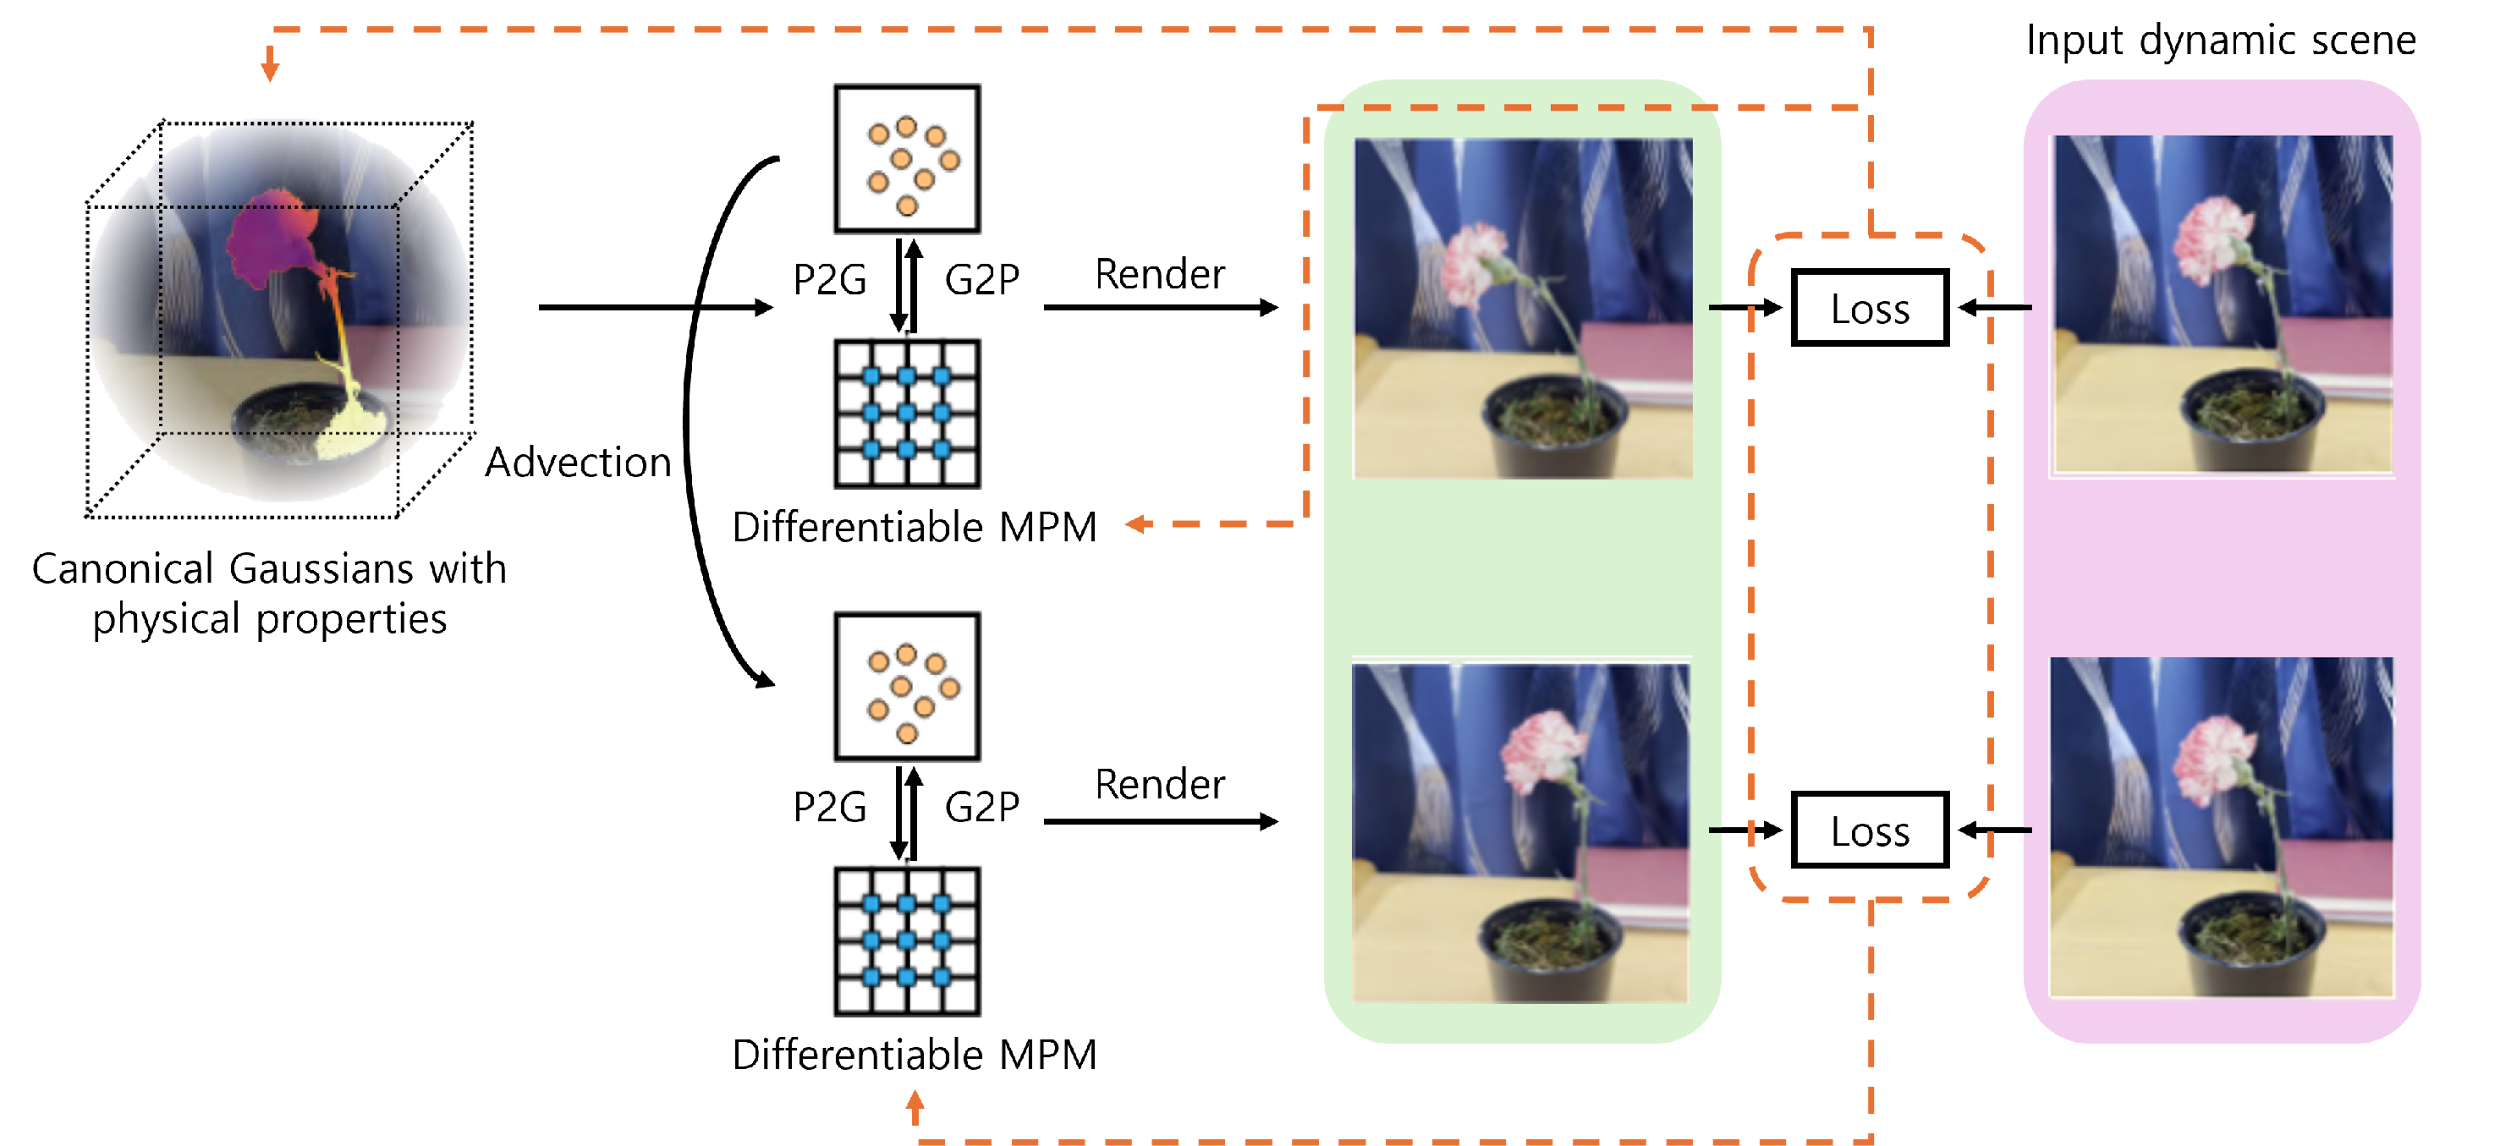 Input dynamic scene
P2G
G2P
Render
Loss
Advection
Differentiable MPM
Canonical Gaussians with
physical properties
P2G
G2P
Render
Loss
Differentiable MPM